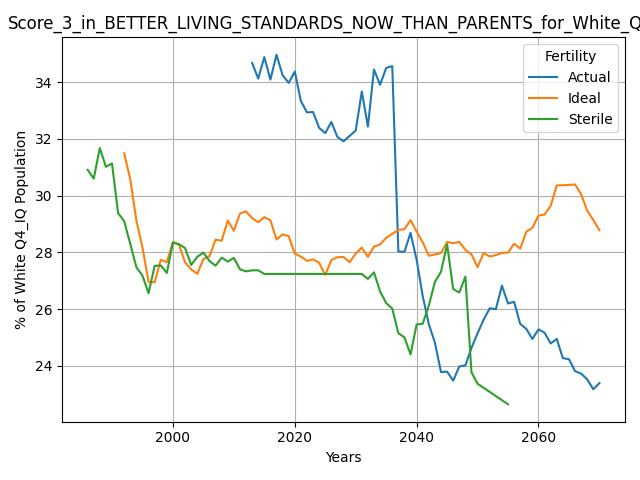 Score_3_in_BETTER_LIVING_STANDARDS_NOW_THAN_PARENTS_for_White_Q
Fertility
Actual
Ideal
Sterile
% of White Q4_IQ Population
34
32
30
28
26
24
2000
2020
2040
2060
Years